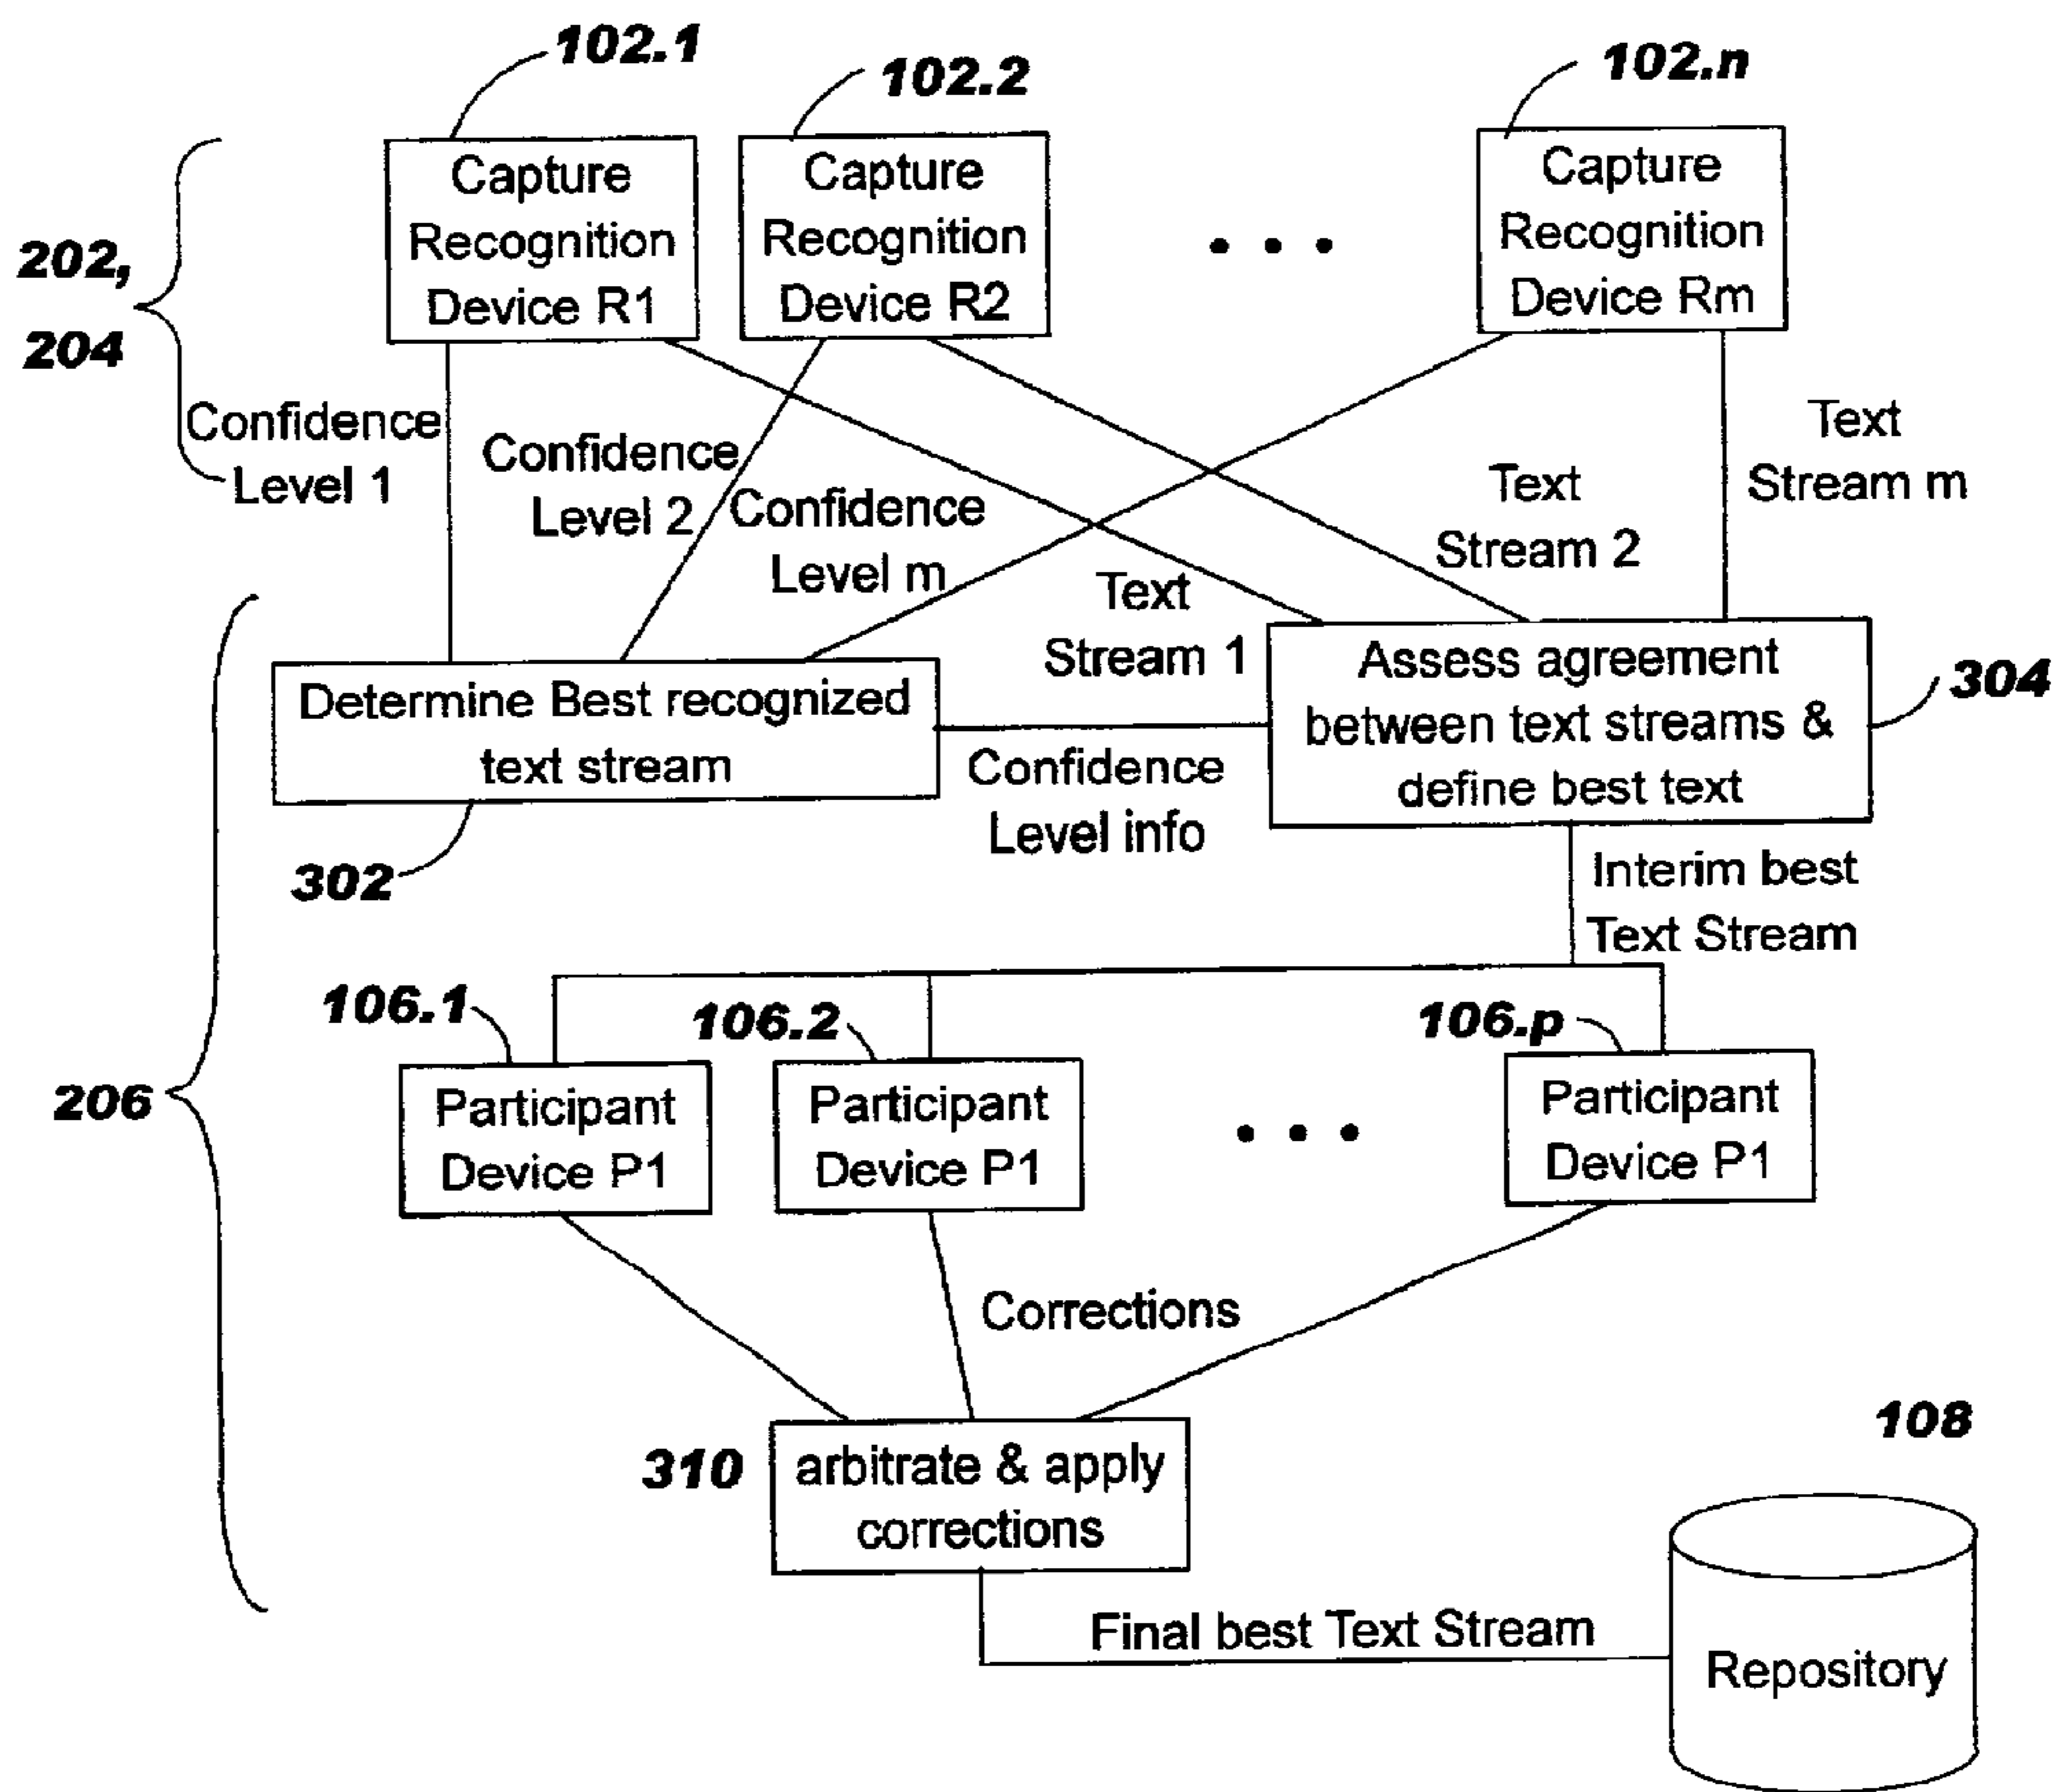 102.1
102.2
102.n
Capture
Recognition
Device R1
Capture
Recognition
Device R2
Capture
Recognition
Device Rm
202,
204
Confidence
Level 1
Confidence
Level 2
Confidence
Level m
Text
Stream 1
Text
Stream 2
Text
Stream m
Determine Best recognized
text stream
302
Confidence
Level info
Assess agreement
between text streams &
define best text
304
Interim best
Text Stream
206
106.1
106.2
106.p
Participant
Device P1
Participant
Device P1
Participant
Device P1
Corrections
310
arbitrate & apply
corrections
108
Final best Text Stream
Repository